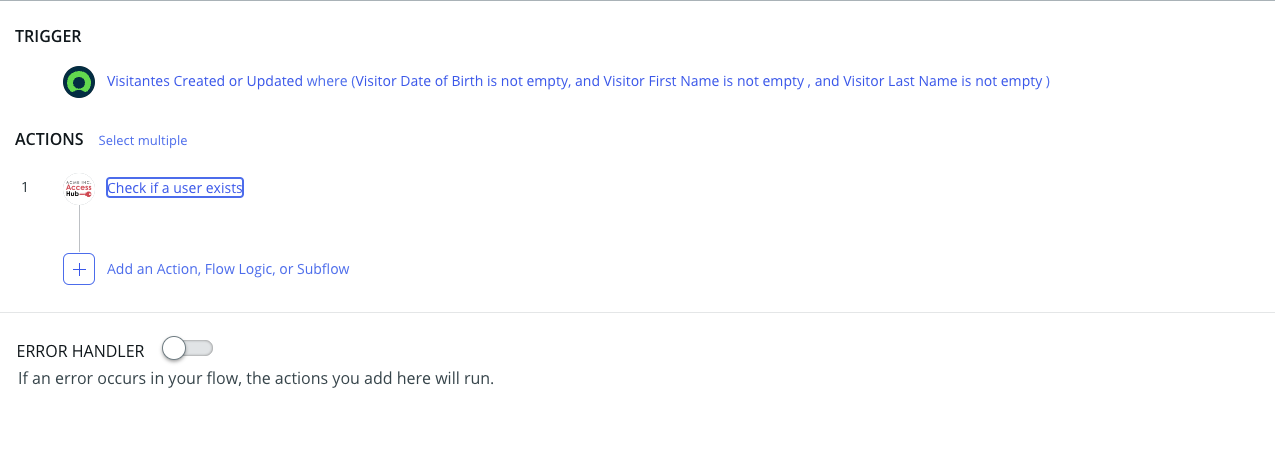 TRIGGER
Visitantes Created or Updated where (Visitor Date of Birth is not empty, and Visitor First Name is not empty , and Visitor Last Name is not empty )
ACTIONS Select multiple
1
ACME INC.
Access
Hub
Check if a user exists
Add an Action, Flow Logic, or Subflow
ERROR HANDLER
If an error occurs in your flow, the actions you add here will run.